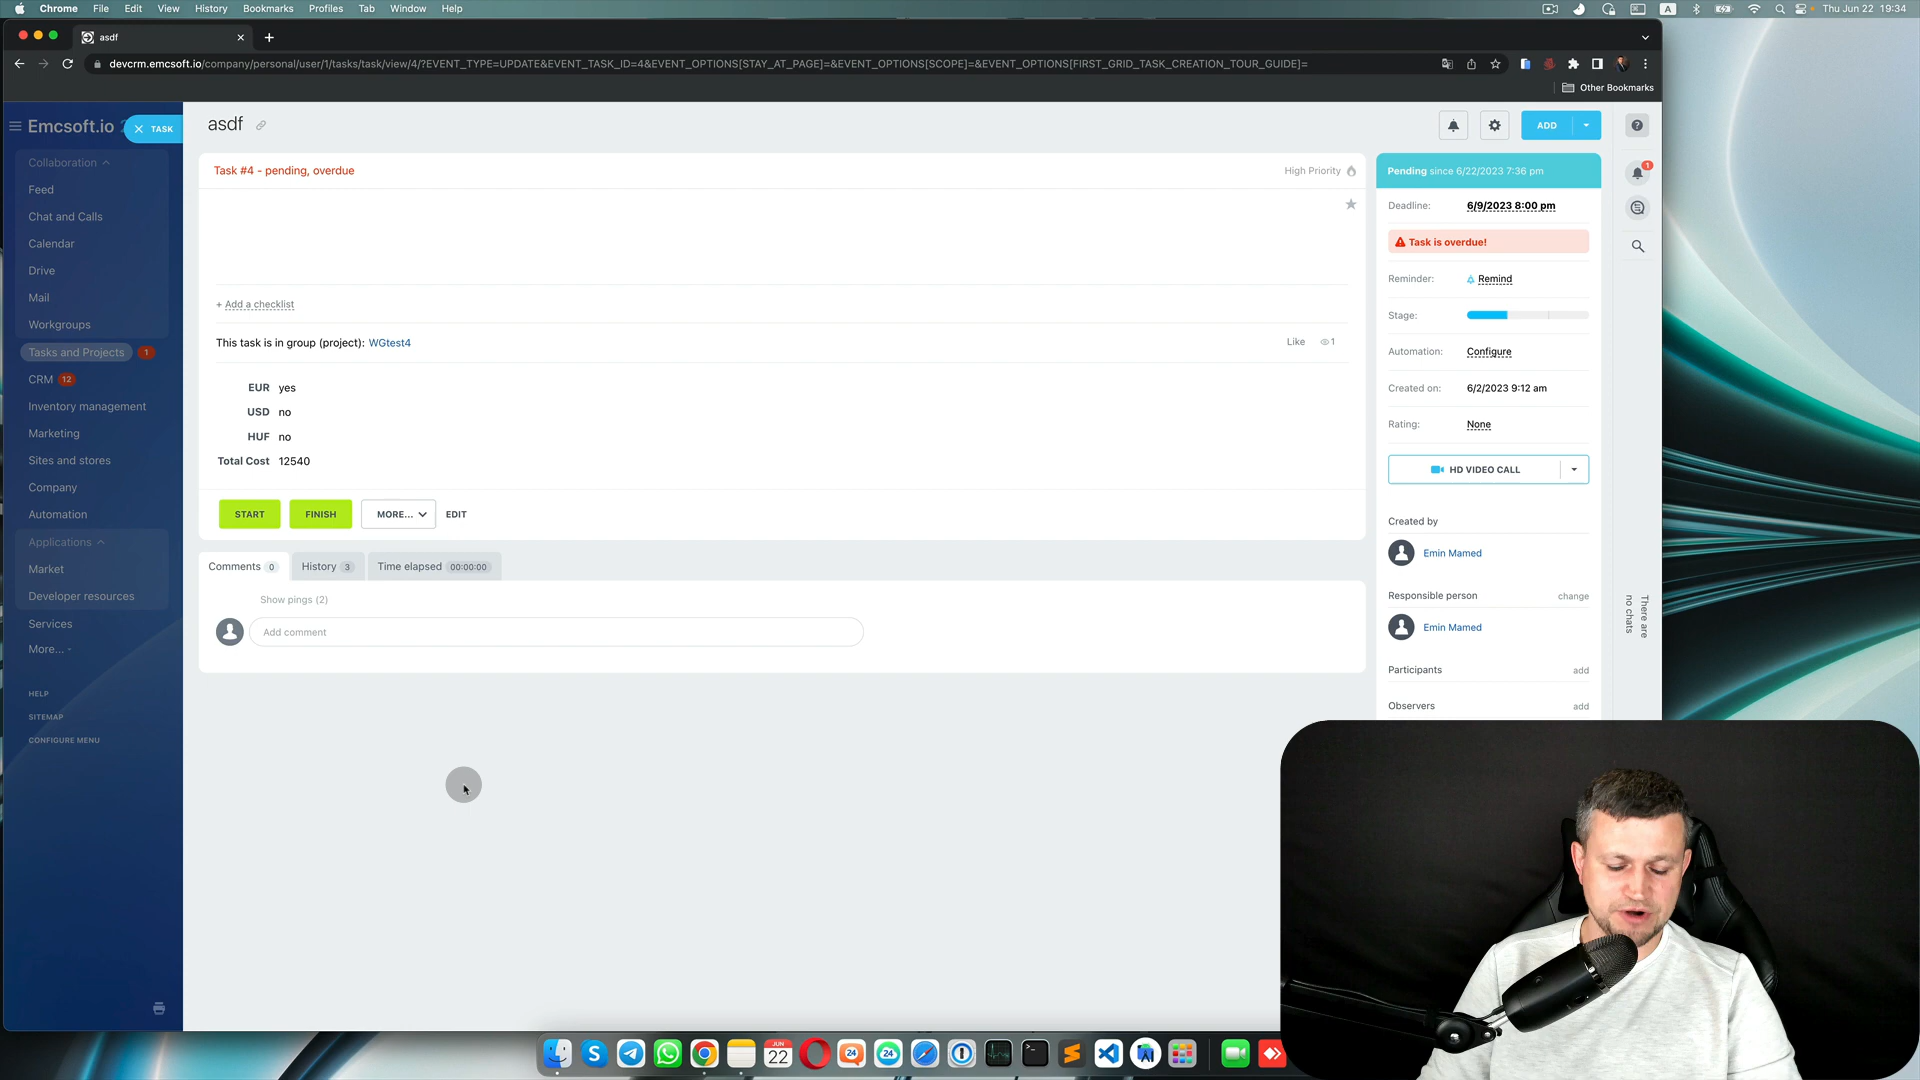 Chrome File Edit View History Bookmarks Profiles Tab Window Help
A Thu Jun 22 19:34
asdf
devcrm.emcsoft.io/company/personal/user/1/tasks/task/view/4/?EVENT_TYPE=UPDATE&EVENT_TASK_ID=4&EVENT_OPTIONS[STAY_AT_PAGE]=&EVENT_OPTIONS[SCOPE]=&EVENT_OPTIONS[FIRST_GRID_TASK_CREATION_TOUR_GUIDE]=
Other Bookmarks
Emcsoft.io
TASK
Collaboration
Feed
Chat and Calls
Calendar
Drive
Mail
Workgroups
Tasks and Projects 1
CRM 12
Inventory management
Marketing
Sites and stores
Company
Automation
Applications
Market
Developer resources
Services
More...
HELP
SITEMAP
CONFIGURE MENU
asdf
ADD
Task #4 - pending, overdue
High Priority
+ Add a checklist
This task is in group (project): WGtest4
Like 1
EUR yes
USD no
HUF no
Total Cost 12540
START FINISH MORE... EDIT
Comments 0 History 3 Time elapsed 00:00:00
Show pings (2)
Add comment
Pending since 6/22/2023 7:36 pm
Deadline: 6/9/2023 8:00 pm
Task is overdue!
Reminder: Remind
Stage:
Automation: Configure
Created on: 6/2/2023 9:12 am
Rating: None
HD VIDEO CALL
Created by
Emin Mamed
Responsible person change
Emin Mamed
Participants add
Observers add
1
There are
no chats
JUN
22
24
24